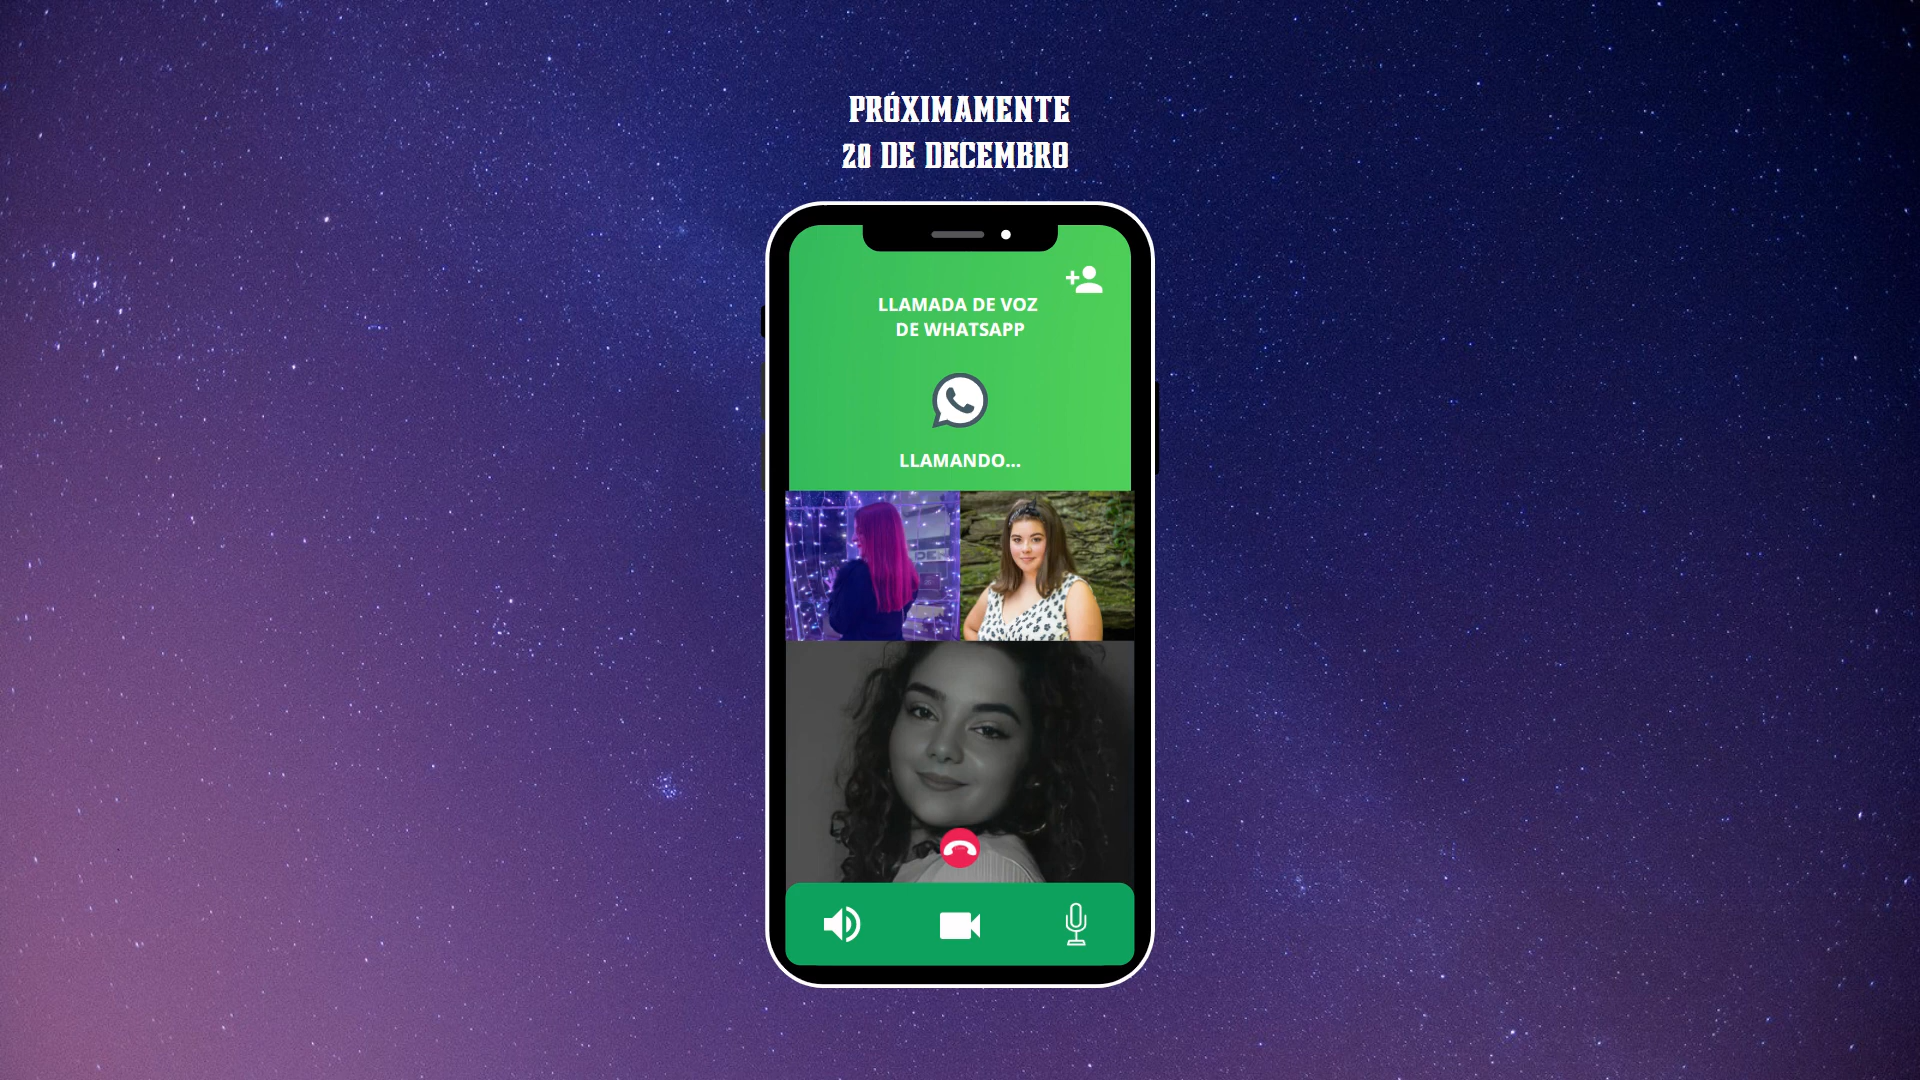 PRÓXIMAMENTE
20 DE DECEMBRO
LLAMADA DE VOZ
DE WHATSAPP
LLAMANDO...